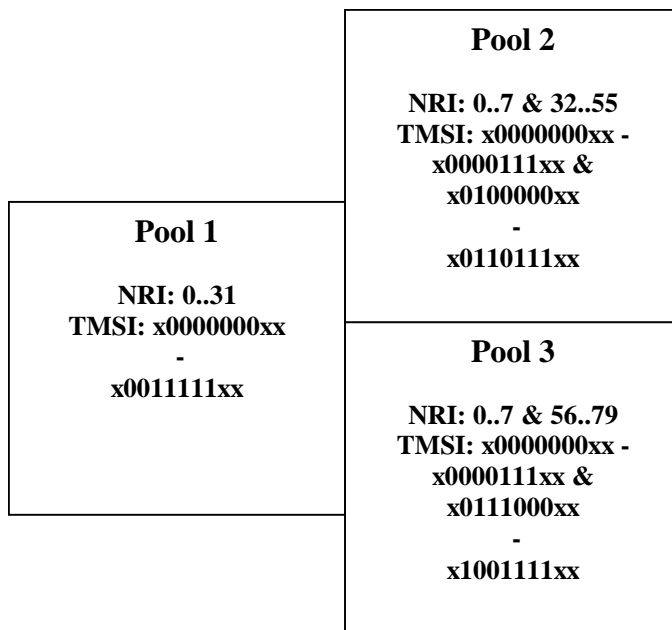 Pool 2
NRI: 0..7 & 32..55
TMSI: x0000000xx -
x0000111xx &
x0100000xx
-
x0110111xx
Pool 1
NRI: 0..31
TMSI: x0000000xx
-
x0011111xx
Pool 3
NRI: 0..7 & 56..79
TMSI: x0000000xx -
x0000111xx &
x0111000xx
-
x1001111xx